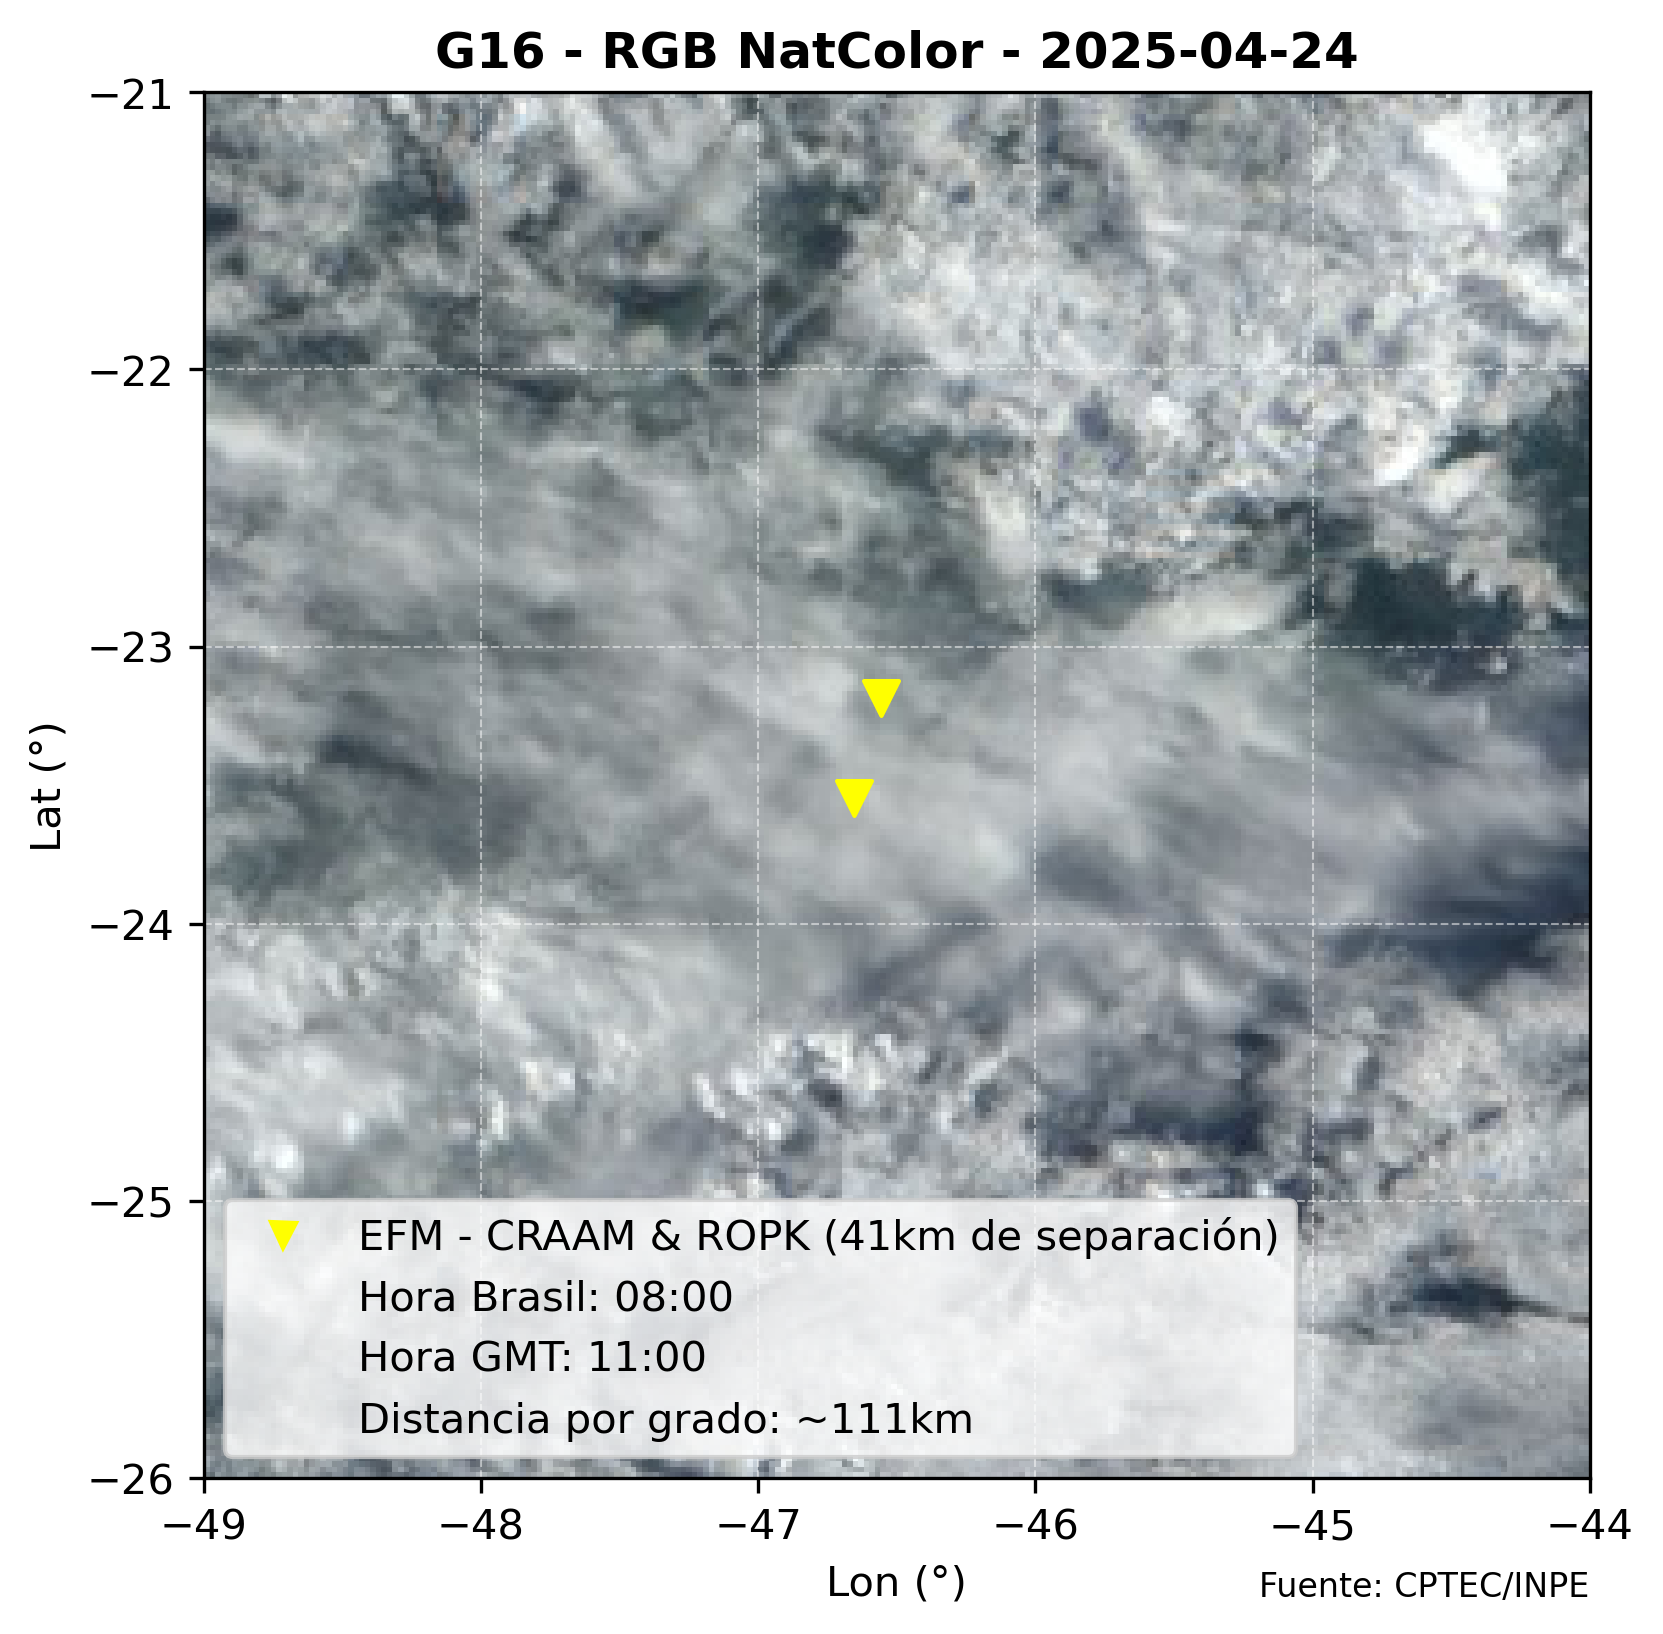 G16 - RGB NatColor - 2025-04-24
−21
−22
−23
−24
−25
−26
Lat (°)
EFM - CRAAM & ROPK (41km de separación)
Hora Brasil: 08:00
Hora GMT: 11:00
Distancia por grado: ~111km
−49 −48 −47 −46 −45 −44
Lon (°)
Fuente: CPTEC/INPE